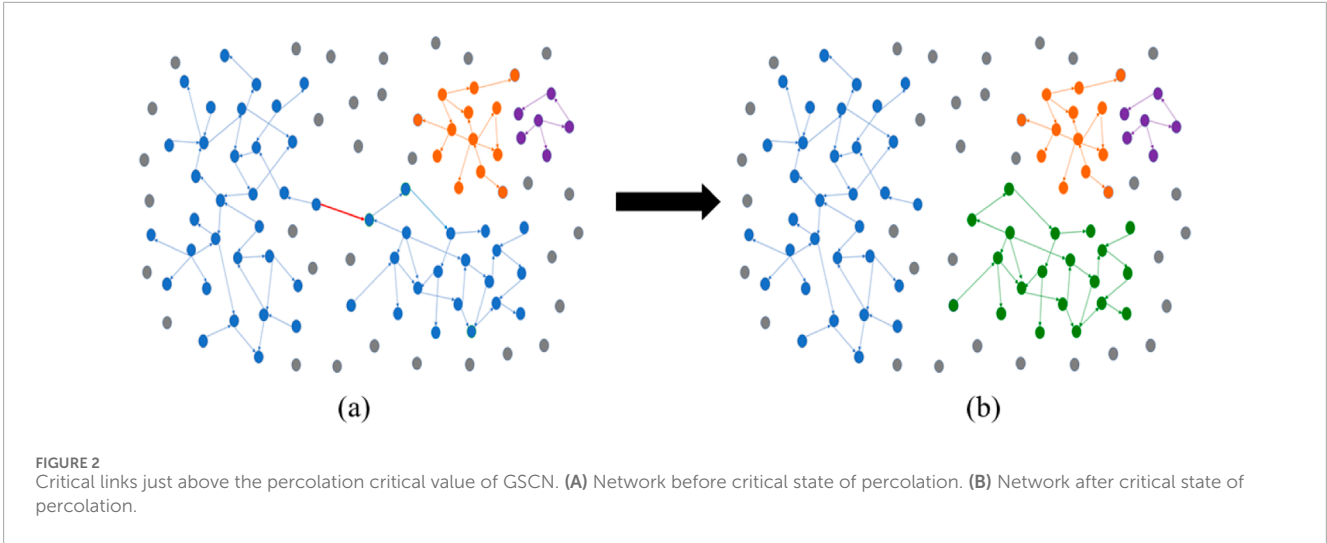 (a)
(b)
FIGURE 2
Critical links just above the percolation critical value of GSCN. (A) Network before critical state of percolation. (B) Network after critical state of
percolation.